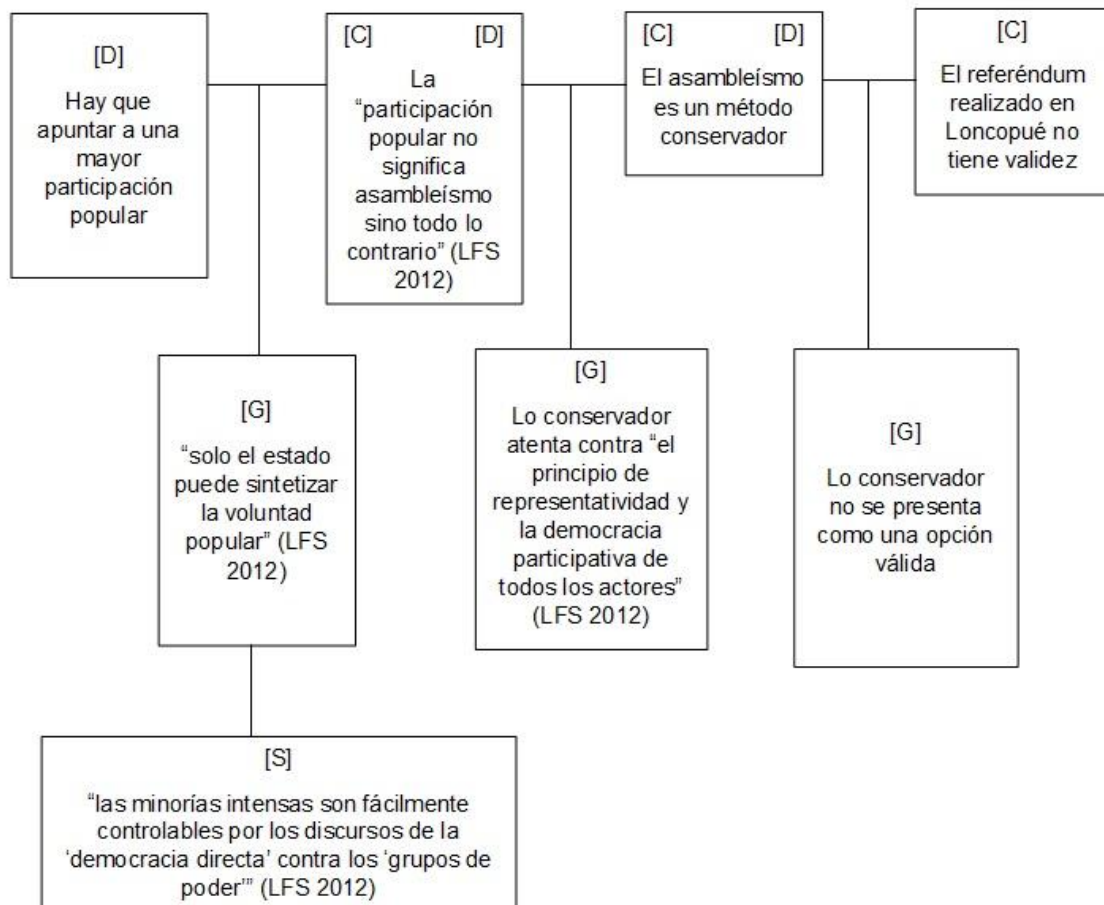 [D]
Hay que
apuntar a una
mayor
participación
popular
[C] [D]
La
“participación
popular no
significa
asambleísmo
sino todo lo
contrario” (LFS
2012)
[C] [D]
El asambleísmo
es un método
conservador
[C]
El referéndum
realizado en
Loncopué no
tiene validez
[G]
“solo el estado
puede sintetizar
la voluntad
popular” (LFS
2012)
[G]
Lo conservador
atenta contra “el
principio de
representatividad y
la democracia
participativa de
todos los actores”
(LFS 2012)
[G]
Lo conservador
no se presenta
como una opción
válida
[S]
“las minorías intensas son fácilmente
controlables por los discursos de la
‘democracia directa’ contra los ‘grupos de
poder’” (LFS 2012)